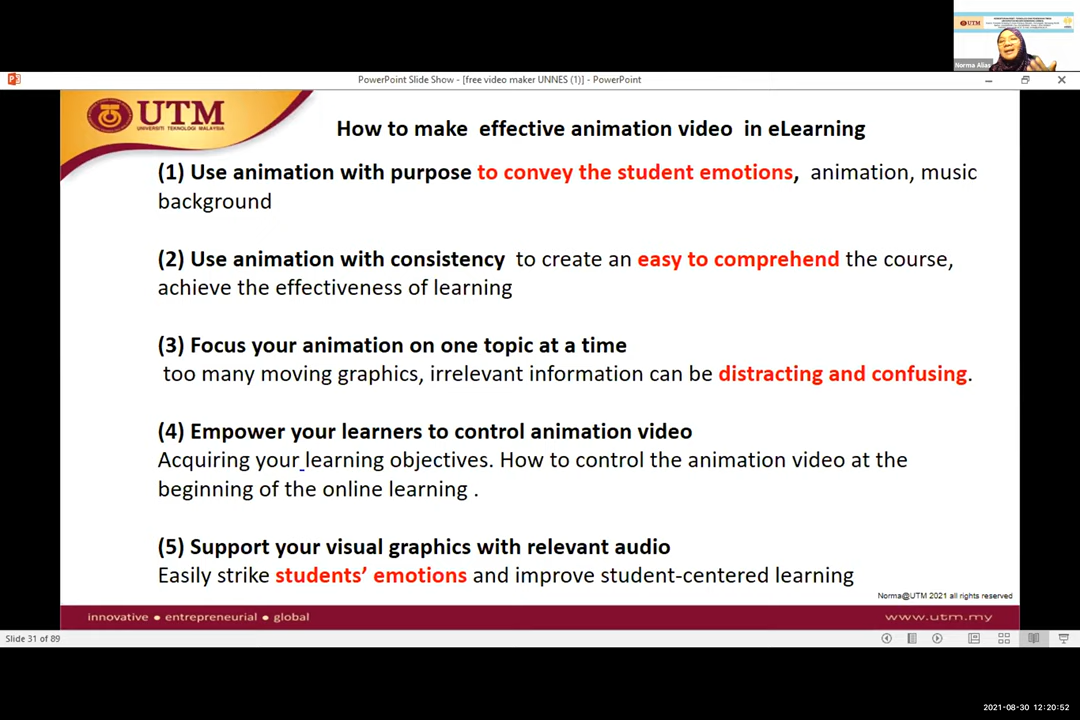 UTM
Norma Alias
PowerPoint Slide Show - [free video maker UNNES (1)] - PowerPoint
UTM
UNIVERSITI TEKNOLOGI MALAYSIA
How to make effective animation video in eLearning
(1) Use animation with purpose to convey the student emotions, animation, music
background
(2) Use animation with consistency to create an easy to comprehend the course,
achieve the effectiveness of learning
(3) Focus your animation on one topic at a time
too many moving graphics, irrelevant information can be distracting and confusing.
(4) Empower your learners to control animation video
Acquiring your learning objectives. How to control the animation video at the
beginning of the online learning .
(5) Support your visual graphics with relevant audio
Easily strike students’ emotions and improve student-centered learning
Norma@UTM 2021 all rights reserved
innovative ● entrepreneurial ● global
www.utm.my
Slide 31 of 89
2021-08-30 12:20:52